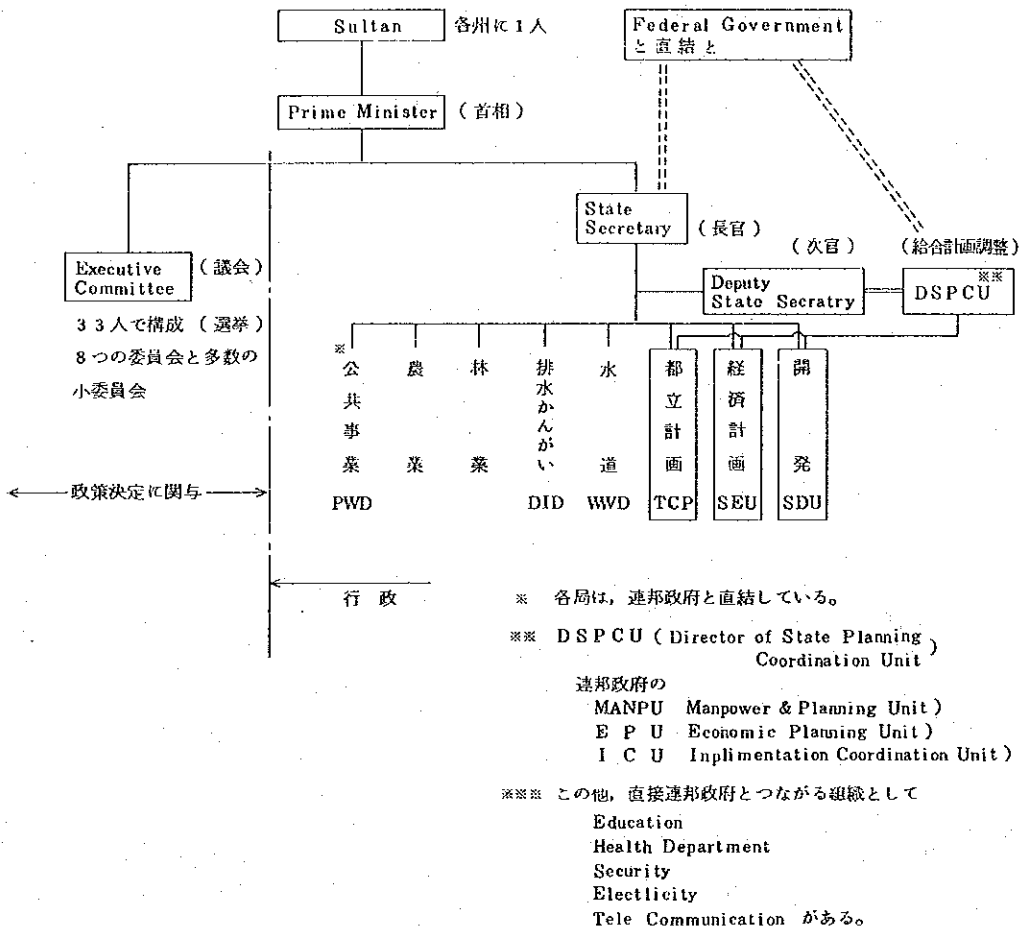 Sultan 各州に1人
Federal Government
と直結と
Prime Minister (首相)
State
Secretary (長官)
(次官) (給合計画調整)
Executive
Committee (議会)
Deputy
State Secratry
DSPCU ※※
33人で構成 (選挙)
8つの委員会と多数の
小委員会
※
公共事業 PWD
農業
林業
排水かんがい DID
水道 WWD
都立計画 TCP
経済計画 SEU
開発 SDU
政策決定に関与
行政
※ 各局は,連邦政府と直結している。
※※ DSPCU (Director of State Planning
Coordination Unit)
連邦政府の
MANPU Manpower & Planning Unit)
E P U Economic Planning Unit)
I C U Inplimentation Coordination Unit)
※※※ この他,直接連邦政府とつながる組織として
Education
Health Department
Security
Electlicity
Tele Communication がある。